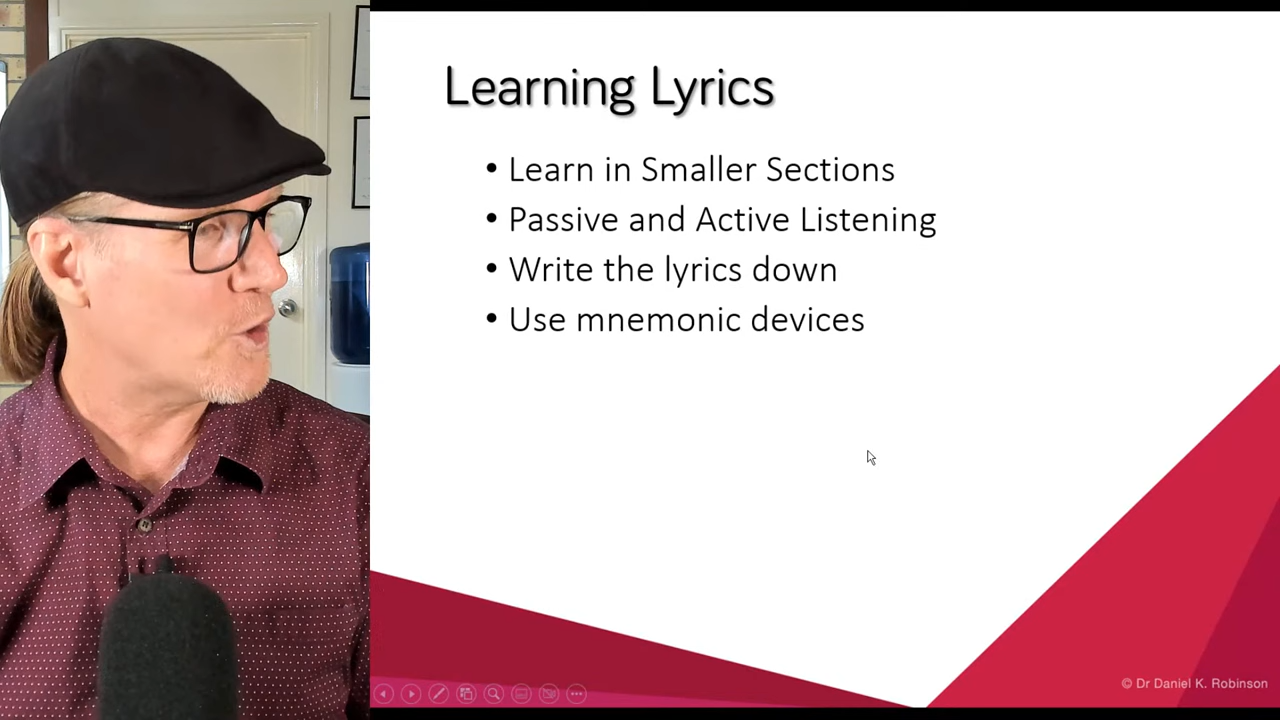 Learning Lyrics
• Learn in Smaller Sections
• Passive and Active Listening
• Write the lyrics down
• Use mnemonic devices
© Dr Daniel K. Robinson